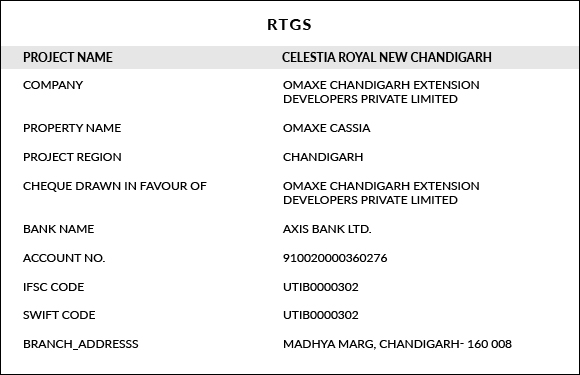 RTGS
PROJECT NAME CELESTIA ROYAL NEW CHANDIGARH
COMPANY OMAXE CHANDIGARH EXTENSION
DEVELOPERS PRIVATE LIMITED
PROPERTY NAME OMAXE CASSIA
PROJECT REGION CHANDIGARH
CHEQUE DRAWN IN FAVOUR OF OMAXE CHANDIGARH EXTENSION
DEVELOPERS PRIVATE LIMITED
BANK NAME AXIS BANK LTD.
ACCOUNT NO. 910020000360276
IFSC CODE UTIB0000302
SWIFT CODE UTIB0000302
BRANCH_ADDRESSS MADHYA MARG, CHANDIGARH- 160 008